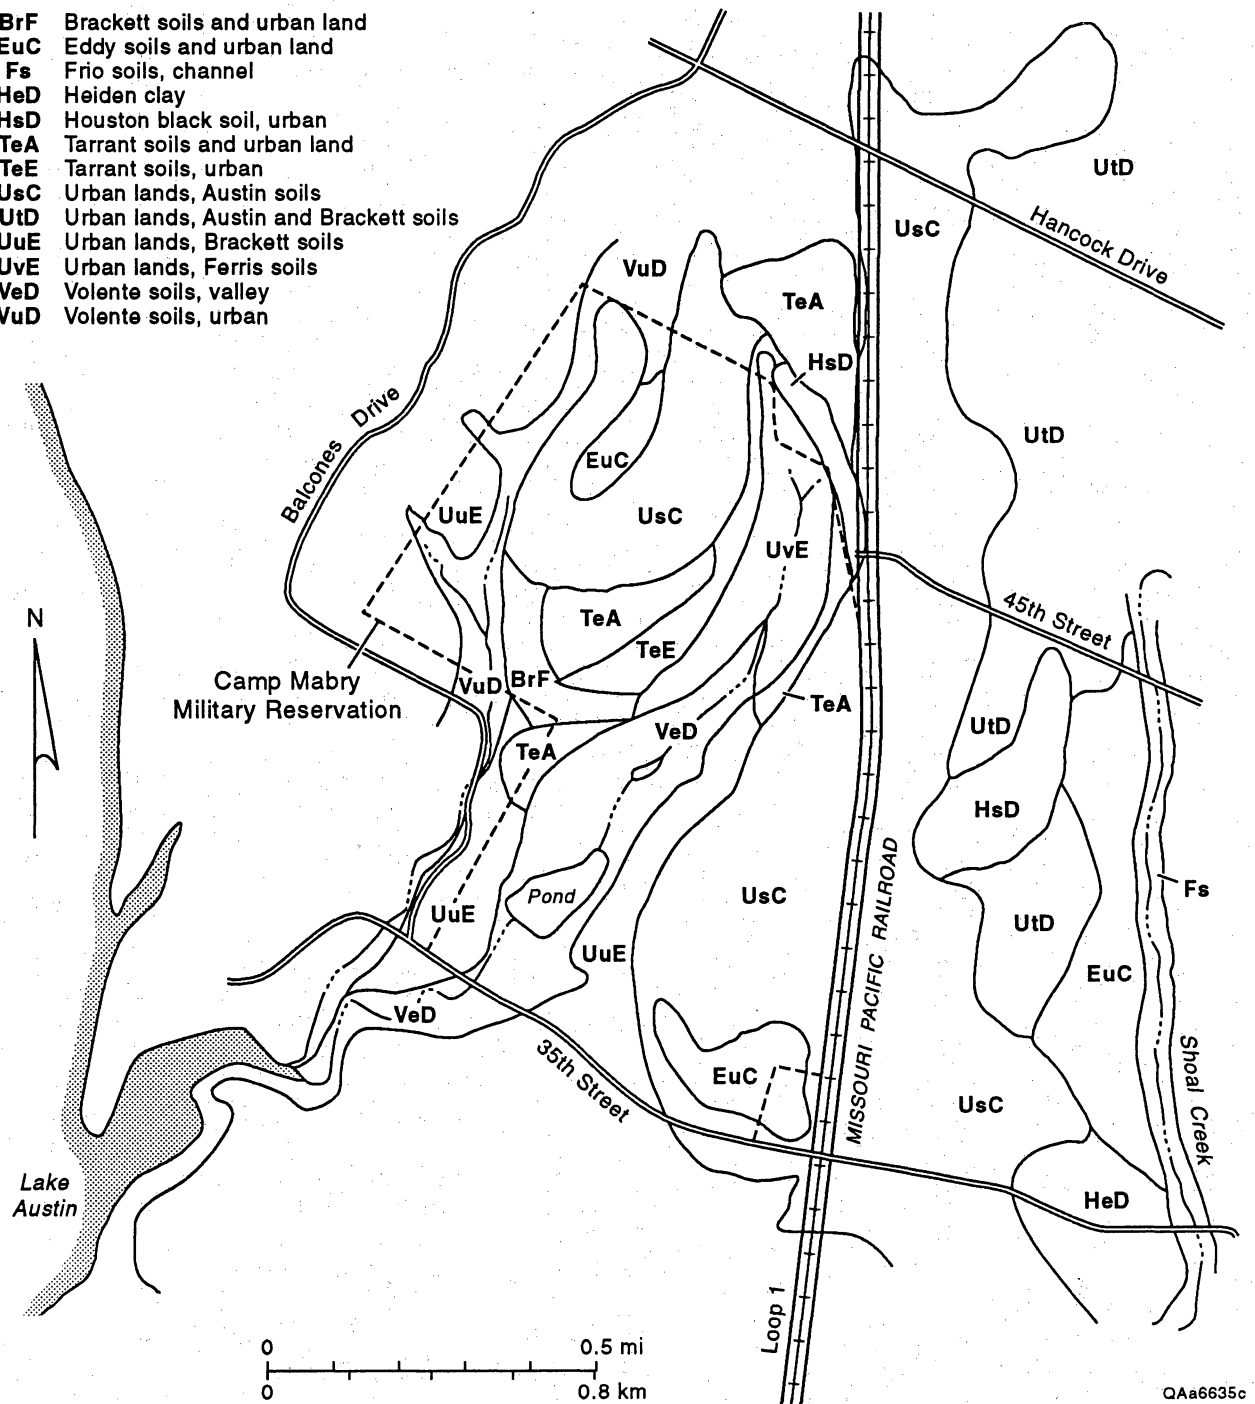 BrF Brackett soils and urban land
EuC Eddy soils and urban land
Fs Frio soils, channel
HeD Heiden clay
HsD Houston black soil, urban
TeA Tarrant soils and urban land
TeE Tarrant soils, urban
UsC Urban lands, Austin soils
UtD Urban lands, Austin and Brackett soils
UuE Urban lands, Brackett soils
UvE Urban lands, Ferris soils
VeD Volente soils, valley
VuD Volente soils, urban
UtD
UsC
Hancock Drive
VuD
TeA
HsD
Balcones Drive
UtD
EuC
UuE
UsC
UvE
45th Street
N
TeA
TeE
Camp Mabry
Military Reservation
VuD
BrF
TeA
VeD
UtD
TeA
HsD
MISSOURI PACIFIC RAILROAD
Pond
UsC
Fs
UuE
UtD
UuE
EuC
VeD
35th Street
EuC
UsC
Shoal Creek
Lake
Austin
HeD
Loop 1
0 0.5 mi
0 0.8 km
QAa6635c